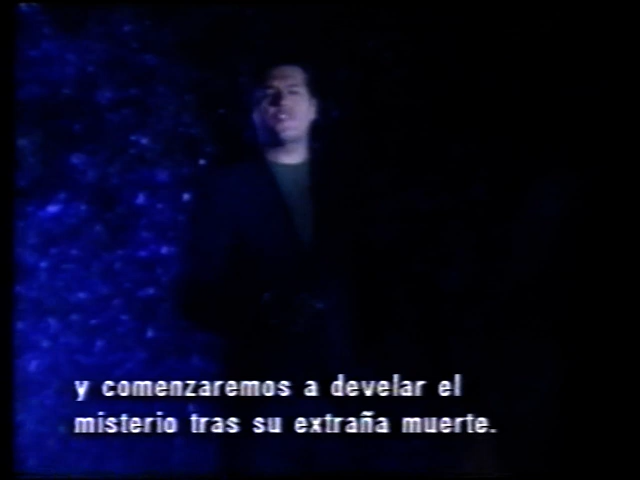 y comenzaremos a develar el
misterio tras su extraña muerte.